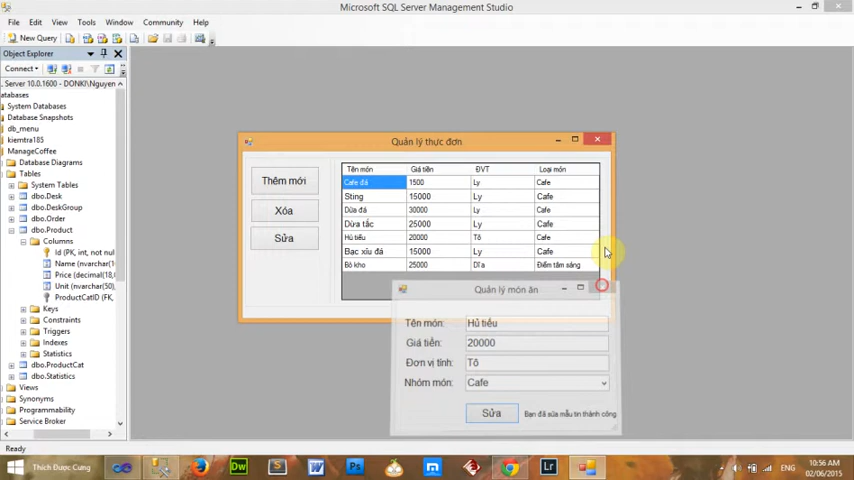 Microsoft SQL Server Management Studio
File Edit View Tools Window Community Help
New Query
Object Explorer
Connect
Server 10.0.1600 - DONKI\Nguyen
atabases
System Databases
Database Snapshots
db_menu
kiemtra185
ManageCoffee
Database Diagrams
Tables
System Tables
dbo.Desk
dbo.Group
dbo.Order
dbo.Product
Columns
Id (PK, int, not nul
Name (nvarchar(10
Price (decimal(18,
Unit (nvarchar(50),
ProductCatID (FK,
Keys
Constraints
Triggers
Indexes
Statistics
dbo.ProductCat
dbo.Statistics
Views
Synonyms
Programmability
Service Broker
Quản lý thực đơn
Thêm mới
Xóa
Sửa
Tên món Giá tiền ĐVT Loại món
Cafe đá 1500 Ly Cafe
Sting 15000 Ly Cafe
Dừa đá 30000 Ly Cafe
Dừa tắc 25000 Ly Cafe
Hủ tiếu 20000 Tô Cafe
Bạc xỉu đá 15000 Ly Cafe
Bò kho 25000 Dĩa Điểm tâm sáng
Quản lý món ăn
Tên món: Hủ tiếu
Giá tiền: 20000
Đơn vị tính: Tô
Nhóm món: Cafe
Sửa Bạn đã sửa mẫu tin thành công
Ready
Thích Được Cưng
Dw
S
W
Ps
Lr
ENG
10:56 AM
02/06/2015